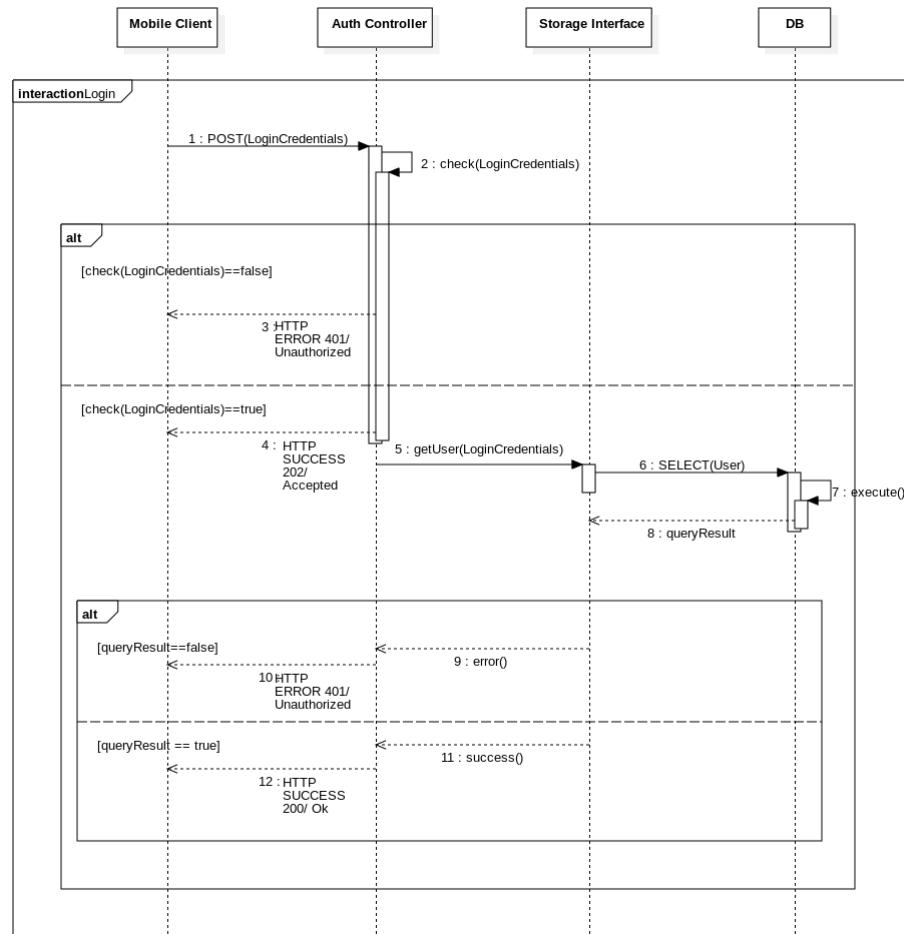 Mobile Client
Auth Controller
Storage Interface
DB
interactionLogin
1 : POST(LoginCredentials)
2 : check(LoginCredentials)
alt
[check(LoginCredentials)==false]
3 :HTTP
ERROR 401/
Unauthorized
[check(LoginCredentials)==true]
4 : HTTP
SUCCESS
202/
Accepted
5 : getUser(LoginCredentials)
6 : SELECT(User)
7 : execute()
8 : queryResult
alt
[queryResult==false]
9 : error()
10 :HTTP
ERROR 401/
Unauthorized
[queryResult == true]
11 : success()
12 : HTTP
SUCCESS
200/ Ok